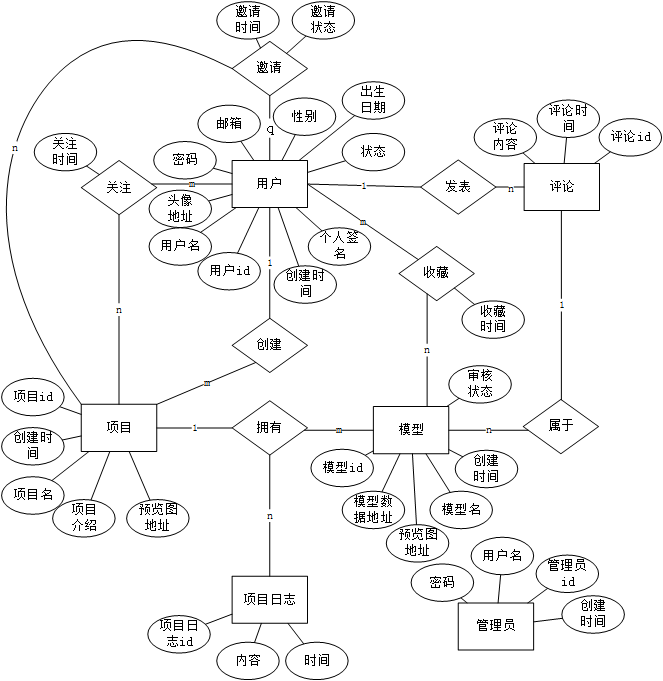 邀请
时间
邀请
状态
邀请
n
q
出生
日期
性别
邮箱
评论时
间
评论
内容
评论id
关注
时间
密码
状态
关注
m
用户
1
发表
n
评论
头像
地址
用户名
用户id
创建时
间
个人签
名
m
收藏
收藏
时间
1
1
n
创建
n
m
审核
状态
项目id
创建时
间
项目名
项目
介绍
预览图
地址
项目
1
拥有
m
模型
n
属于
模型id
模型数
据地址
预览图
地址
模型名
创建
时间
n
项目日志
项目日
志id
内容
时间
密码
用户名
管理员
id
创建
时间
管理员